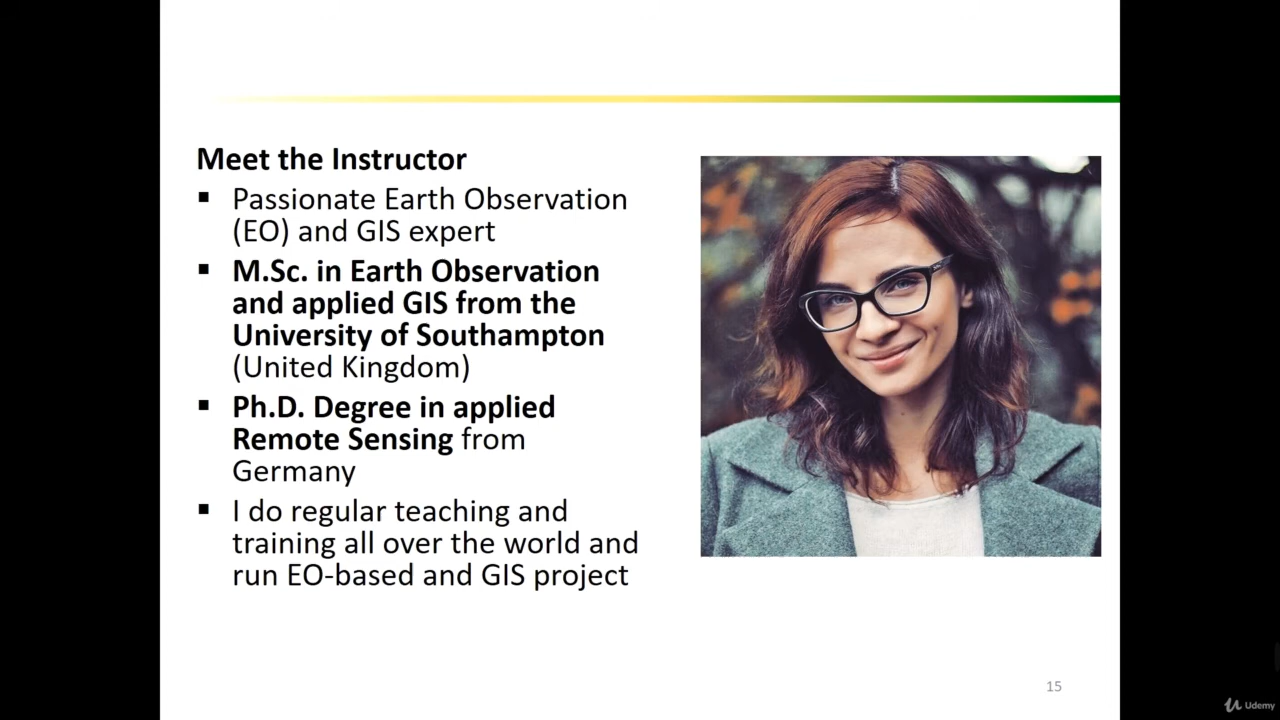 Meet the Instructor
▪ Passionate Earth Observation
(EO) and GIS expert
▪ M.Sc. in Earth Observation
and applied GIS from the
University of Southampton
(United Kingdom)
▪ Ph.D. Degree in applied
Remote Sensing from
Germany
▪ I do regular teaching and
training all over the world and
run EO-based and GIS project
15
Udemy